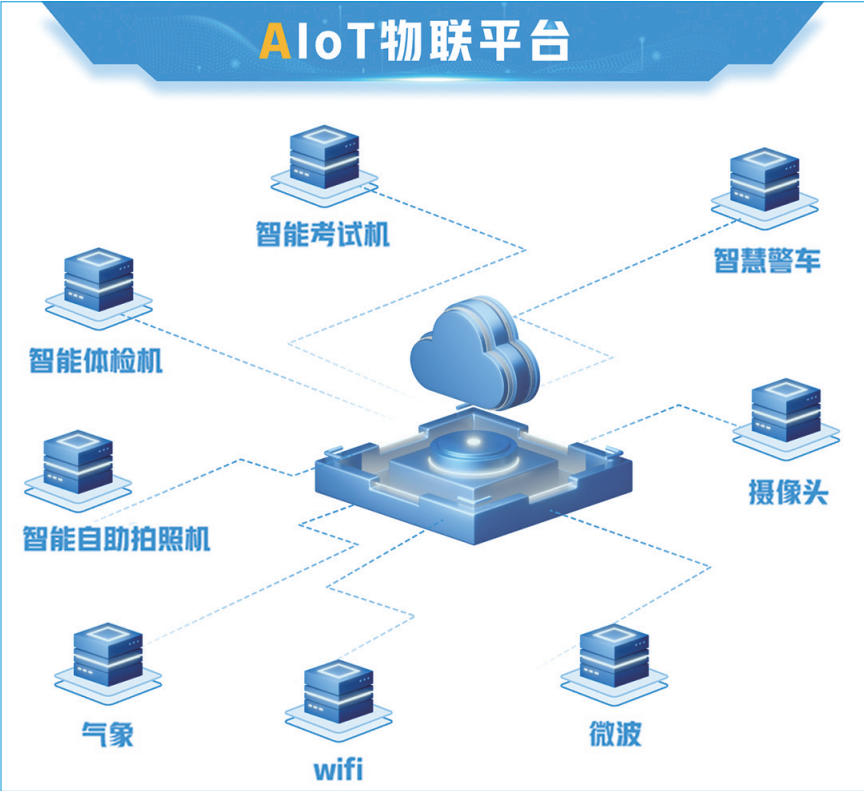 AIoT物联平台
智能考试机
智慧警车
智能体检机
摄像头
智能自助拍照机
气象
微波
wifi